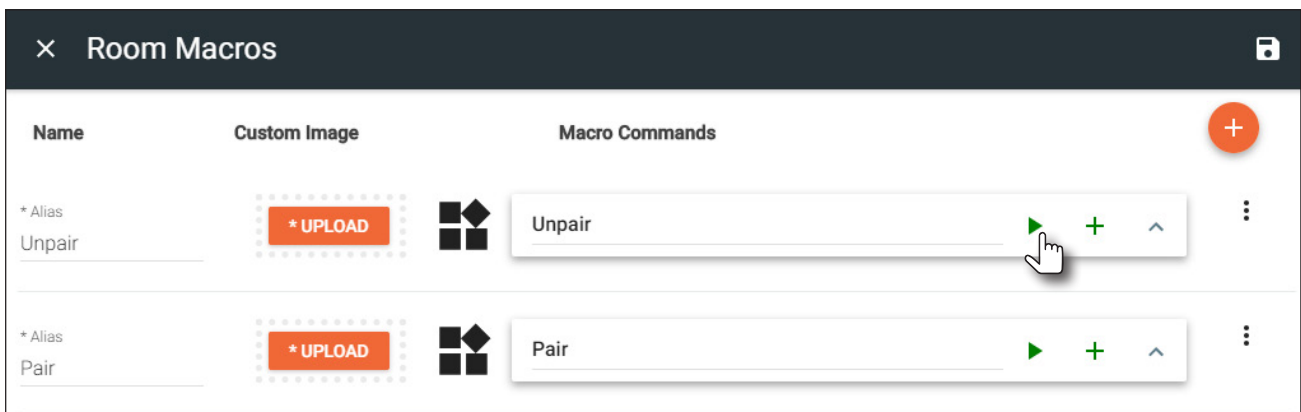 Room Macros
Name Custom Image Macro Commands
* Alias
Unpair
* UPLOAD
Unpair
* Alias
Pair
* UPLOAD
Pair